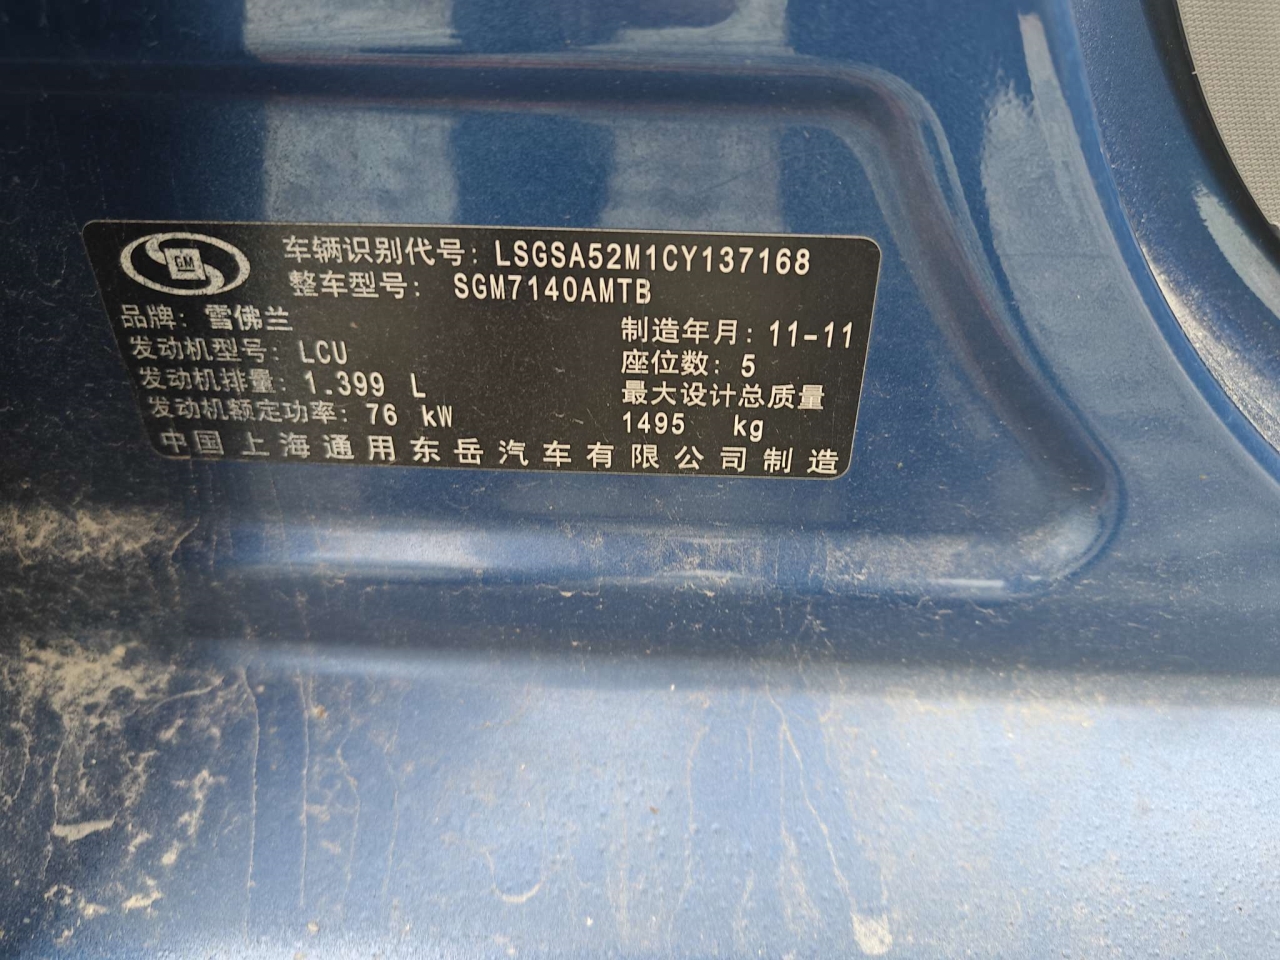 GM
车辆识别代号: LSGSA52M1CY137168
整车型号: SGM7140AMTB
品牌: 雪佛兰
制造年月: 11-11
发动机型号: LCU
座位数: 5
发动机排量: 1.399 L
最大设计总质量
发动机额定功率: 76 kW
1495 kg
中国上海通用东岳汽车有限公司制造